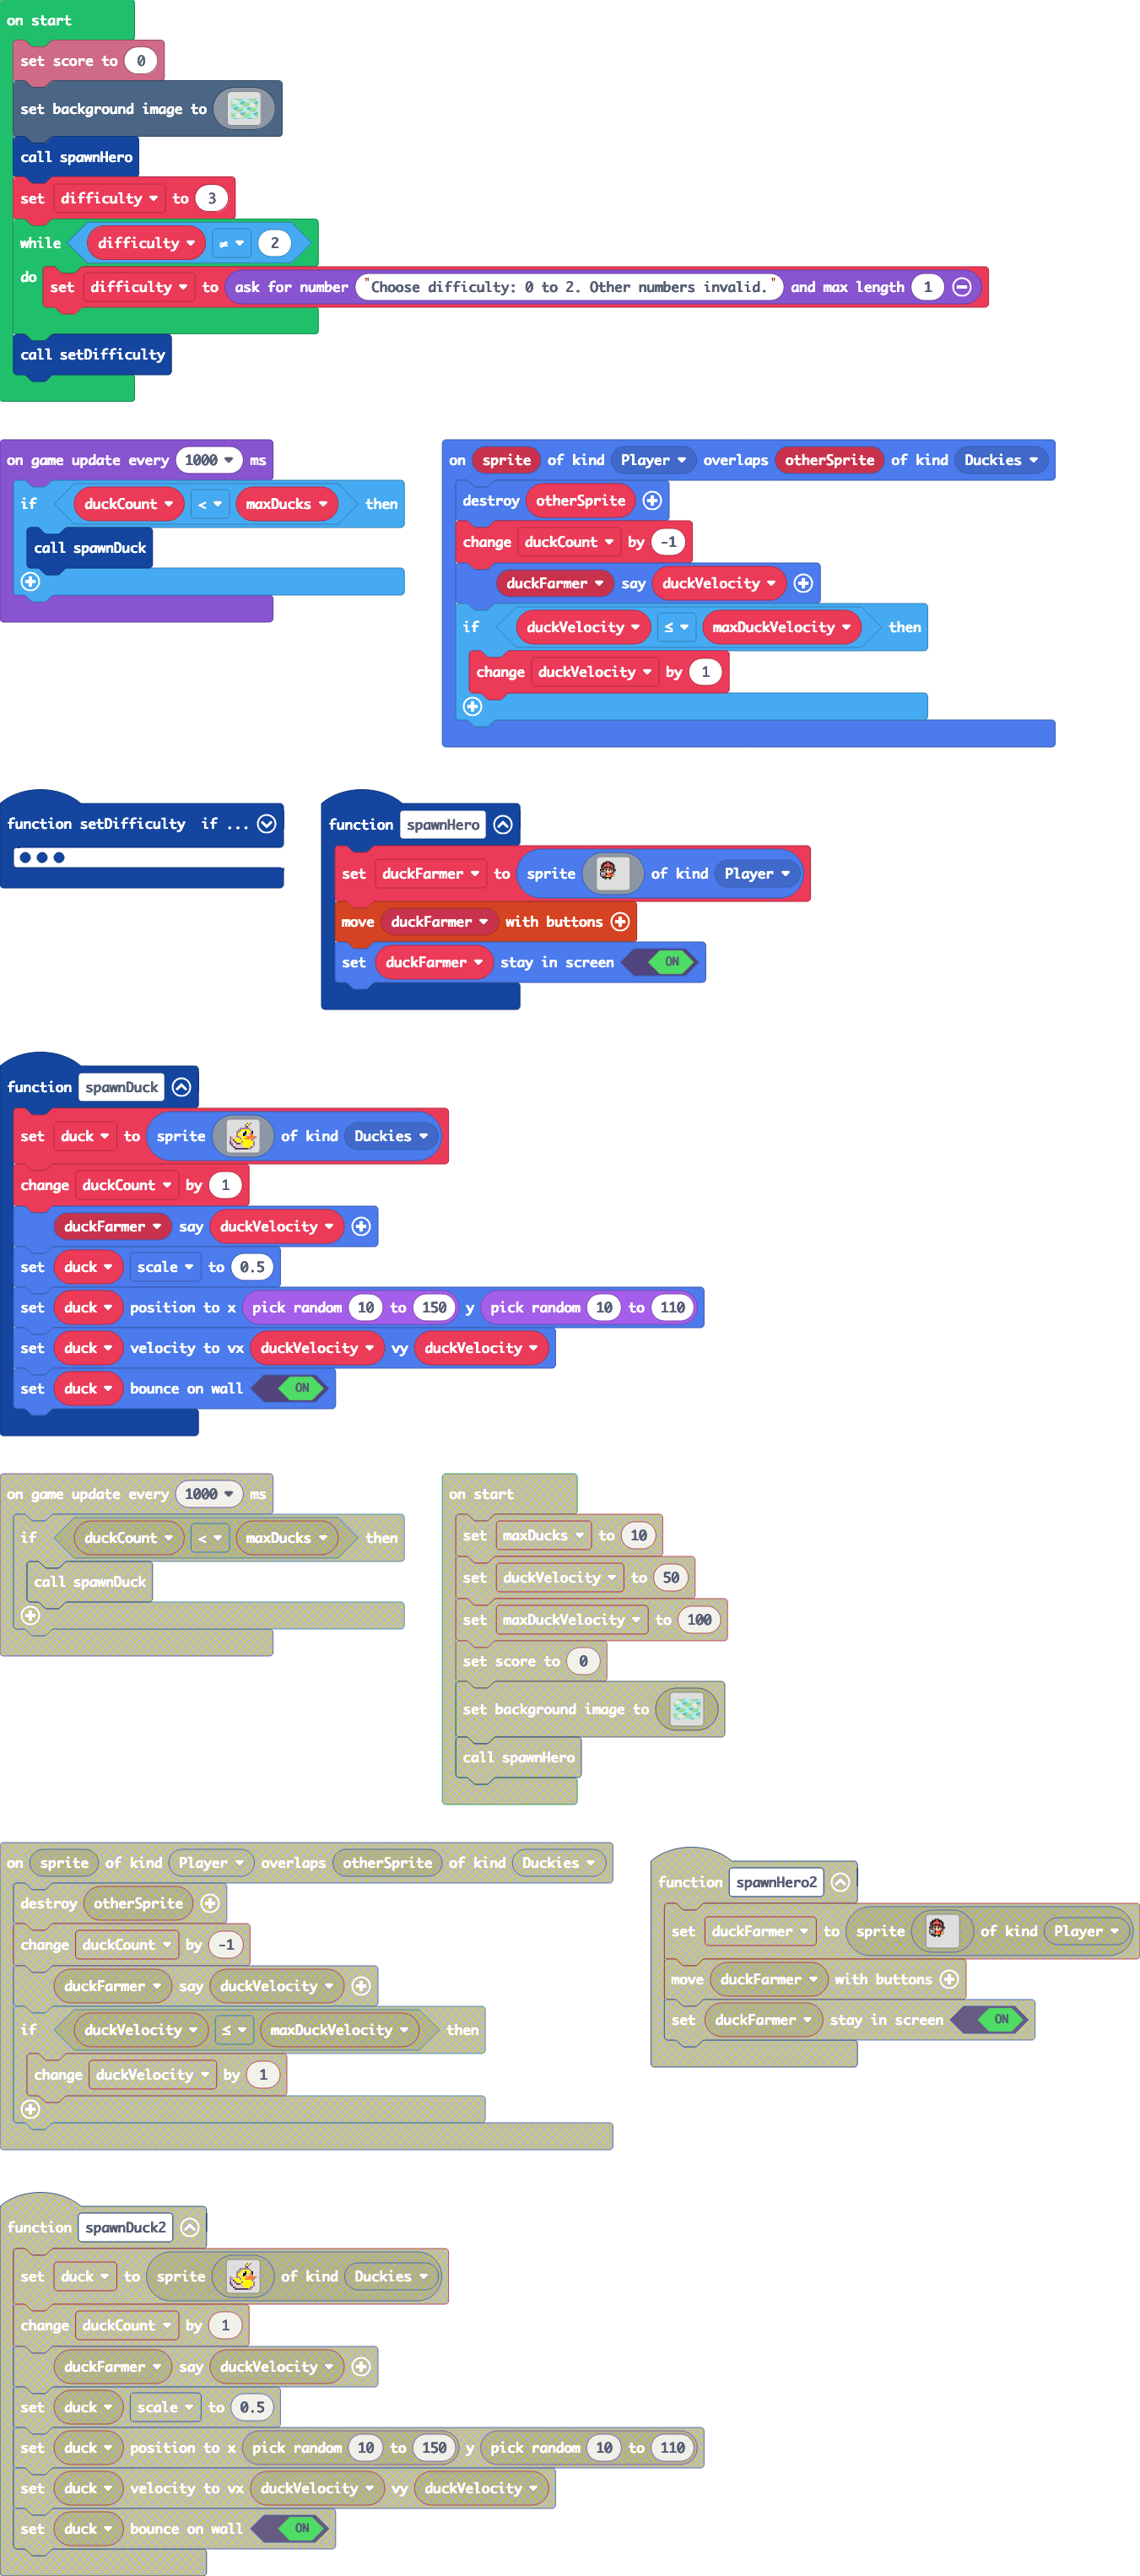 on start
set score to 0
set background image to
call spawnHero
set difficulty to 3
while difficulty ≠ 2
do set difficulty to ask for number "Choose difficulty: 0 to 2. Other numbers invalid." and max length 1
call setDifficulty
on game update every 1000 ms
if duckCount < maxDucks then
call spawnDuck
on sprite of kind Player overlaps otherSprite of kind Duckies
destroy otherSprite
change duckCount by -1
duckFarmer say duckVelocity
if duckVelocity ≤ maxDuckVelocity then
change duckVelocity by 1
function setDifficulty if ...
function spawnHero
set duckFarmer to sprite of kind Player
move duckFarmer with buttons
set duckFarmer stay in screen ON
function spawnDuck
set duck to sprite of kind Duckies
change duckCount by 1
duckFarmer say duckVelocity
set duck scale to 0.5
set duck position to x pick random 10 to 150 y pick random 10 to 110
set duck velocity to vx duckVelocity vy duckVelocity
set duck bounce on wall ON
on game update every 1000 ms
if duckCount < maxDucks then
call spawnDuck
on start
set maxDucks to 10
set duckVelocity to 50
set maxDuckVelocity to 100
set score to 0
set background image to
call spawnHero
on sprite of kind Player overlaps otherSprite of kind Duckies
destroy otherSprite
change duckCount by -1
duckFarmer say duckVelocity
if duckVelocity ≤ maxDuckVelocity then
change duckVelocity by 1
function spawnHero2
set duckFarmer to sprite of kind Player
move duckFarmer with buttons
set duckFarmer stay in screen ON
function spawnDuck2
set duck to sprite of kind Duckies
change duckCount by 1
duckFarmer say duckVelocity
set duck scale to 0.5
set duck position to x pick random 10 to 150 y pick random 10 to 110
set duck velocity to vx duckVelocity vy duckVelocity
set duck bounce on wall ON